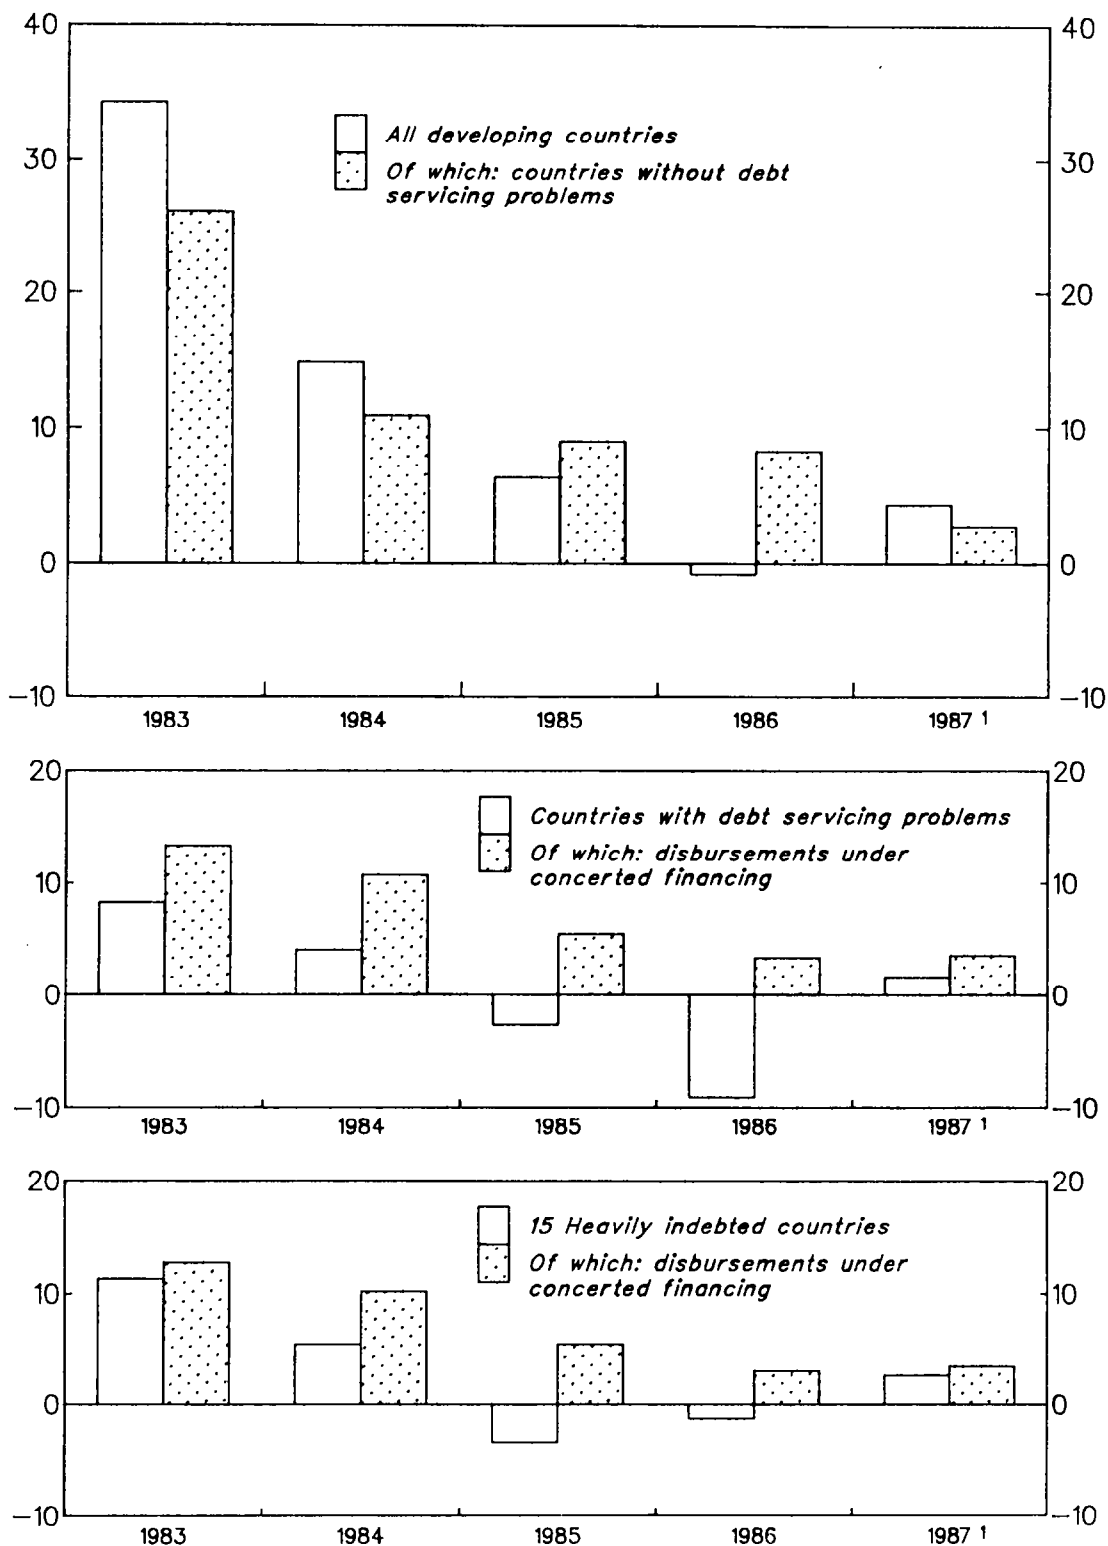 40 40
All developing countries
30 30
Of which: countries without debt
servicing problems
20 20
10 10
0 0
-10 -10
1983 1984 1985 1986 1987 1
20 20
Countries with debt servicing problems
Of which: disbursements under
10 10
concerted financing
0 0
-10 -10
1983 1984 1985 1986 1987 1
20 20
15 Heavily indebted countries
Of which: disbursements under
concerted financing
10 10
0 0
-10 -10
1983 1984 1985 1986 1987 1